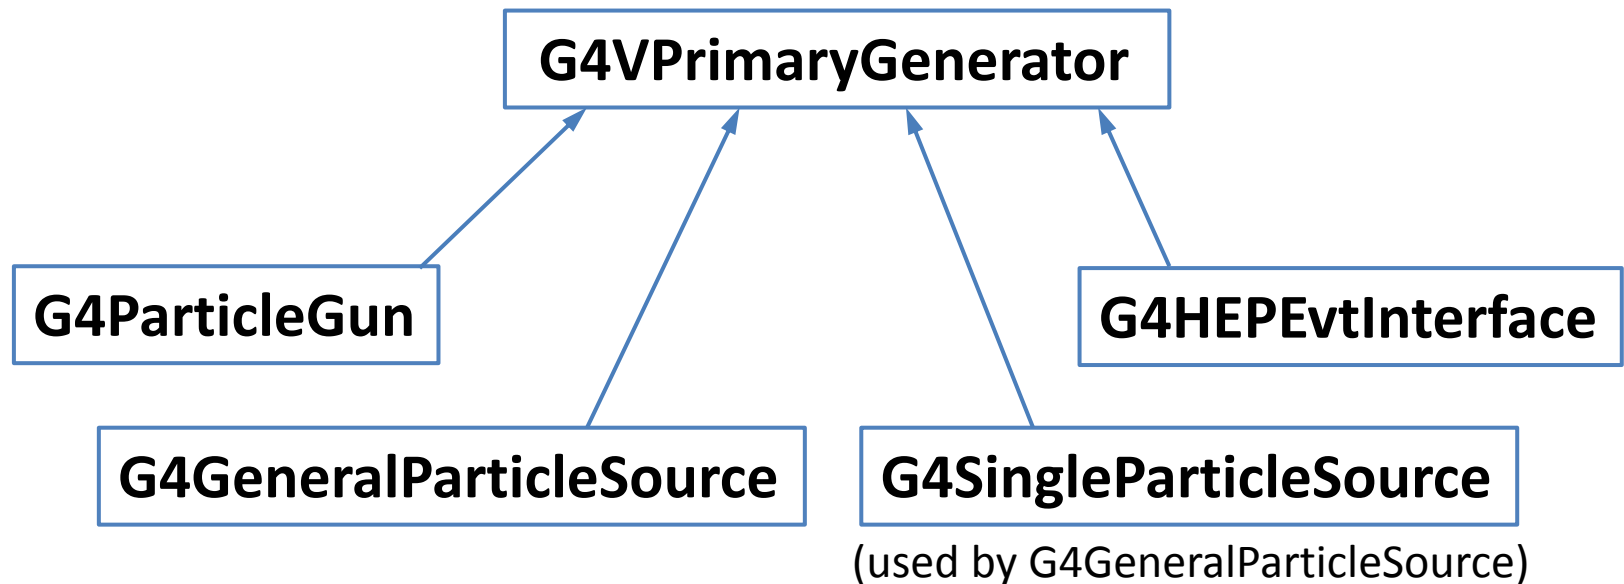 G4VPrimaryGenerator
G4ParticleGun
G4HEPEvtInterface
G4GeneralParticleSource
G4SingleParticleSource
(used by G4GeneralParticleSource)